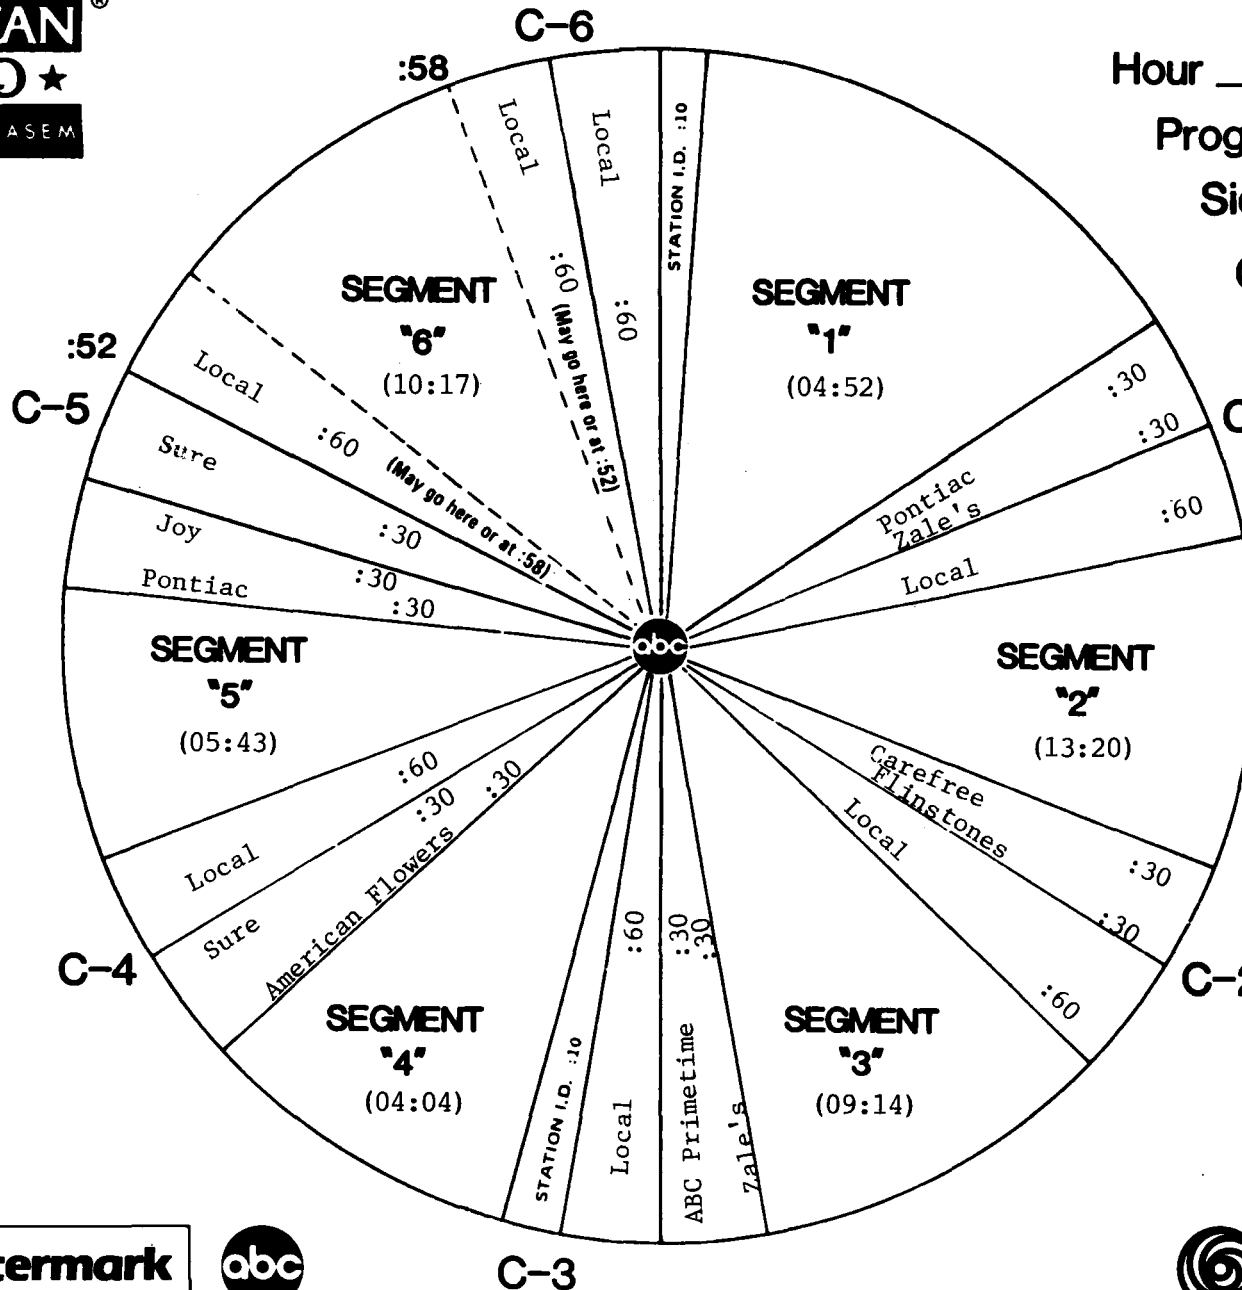 ASEM
C-6
:58
Hour
Local
:60
(May go here or at :52)
Local
:60
STATION I.D. :10
SEGMENT
"1"
(04:52)
:30
:30
Pontiac
Zale's
:60
Local
SEGMENT
"2"
(13:20)
Carefree
:30
Flinstones
:30
Local
:60
SEGMENT
"3"
(09:14)
:30
:30
ABC Primetime
Zale's
:60
Local
STATION I.D. :10
C-3
SEGMENT
"4"
(04:04)
American Flowers
:30
Sure
:30
Local
:60
C-4
SEGMENT
"5"
(05:43)
Pontiac
:30
Joy
:30
Sure
:30
C-5
:52
Local
:60
(May go here or at :58)
SEGMENT
"6"
(10:17)
abc
termark
abc